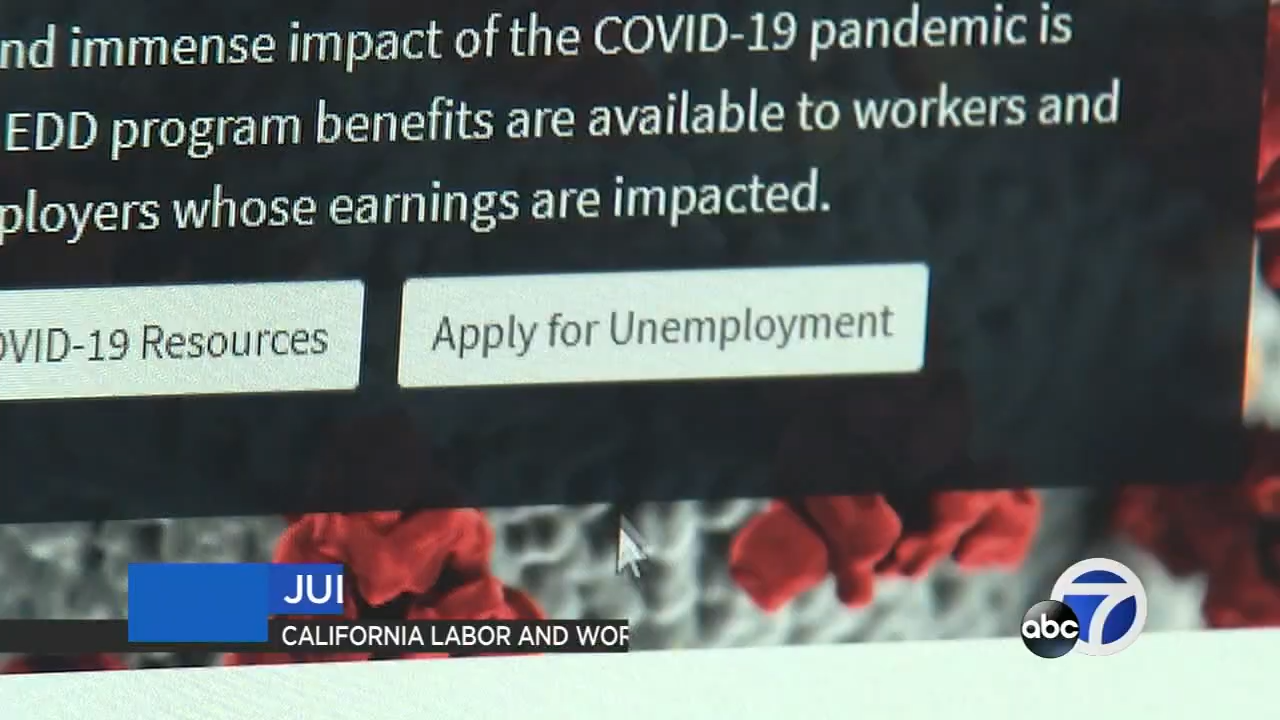 nd immense impact of the COVID-19 pandemic is
EDD program benefits are available to workers and
ployers whose earnings are impacted.
OVID-19 Resources
Apply for Unemployment
JUI
CALIFORNIA LABOR AND WOR
abc 7